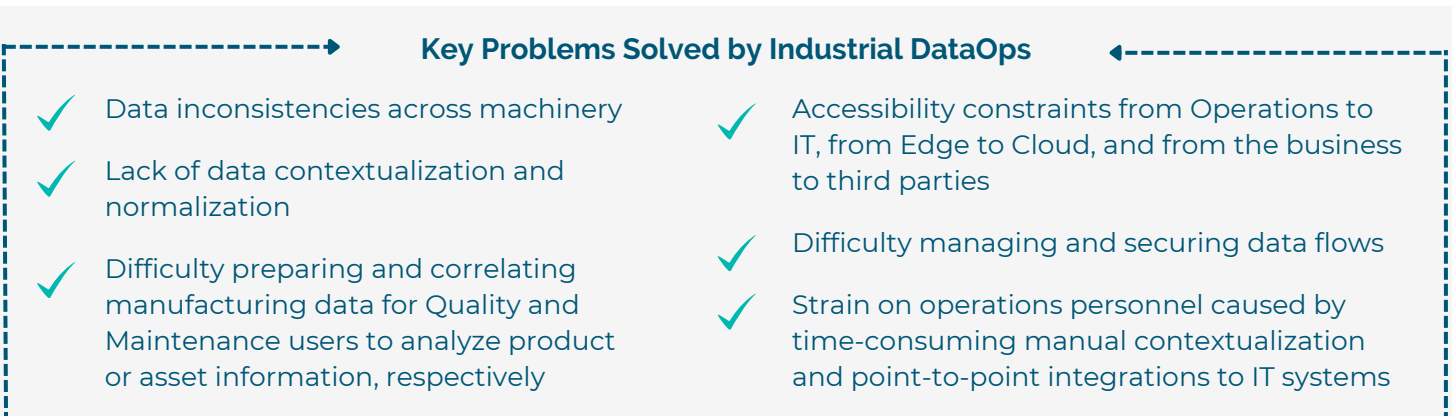 Key Problems Solved by Industrial DataOps
Data inconsistencies across machinery
Lack of data contextualization and
normalization
Difficulty preparing and correlating
manufacturing data for Quality and
Maintenance users to analyze product
or asset information, respectively
Accessibility constraints from Operations to
IT, from Edge to Cloud, and from the business
to third parties
Difficulty managing and securing data flows
Strain on operations personnel caused by
time-consuming manual contextualization
and point-to-point integrations to IT systems